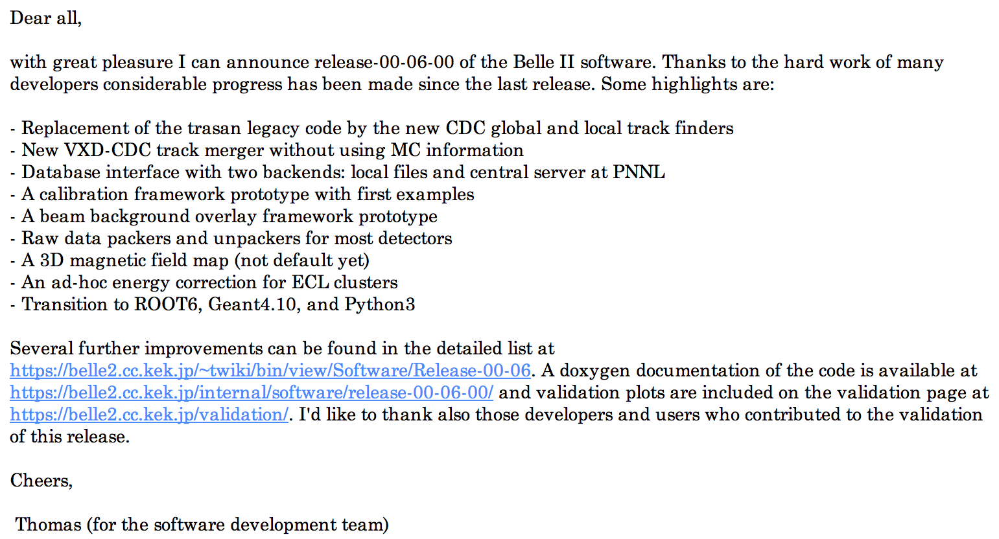 Dear all,
with great pleasure I can announce release-00-06-00 of the Belle II software. Thanks to the hard work of many
developers considerable progress has been made since the last release. Some highlights are:
- Replacement of the trasan legacy code by the new CDC global and local track finders
- New VXD-CDC track merger without using MC information
- Database interface with two backends: local files and central server at PNNL
- A calibration framework prototype with first examples
- A beam background overlay framework prototype
- Raw data packers and unpackers for most detectors
- A 3D magnetic field map (not default yet)
- An ad-hoc energy correction for ECL clusters
- Transition to ROOT6, Geant4.10, and Python3
Several further improvements can be found in the detailed list at
https://belle2.cc.kek.jp/~twiki/bin/view/Software/Release-00-06. A doxygen documentation of the code is available at
https://belle2.cc.kek.jp/internal/software/release-00-06-00/ and validation plots are included on the validation page at
https://belle2.cc.kek.jp/validation/. I'd like to thank also those developers and users who contributed to the validation
of this release.
Cheers,
Thomas (for the software development team)